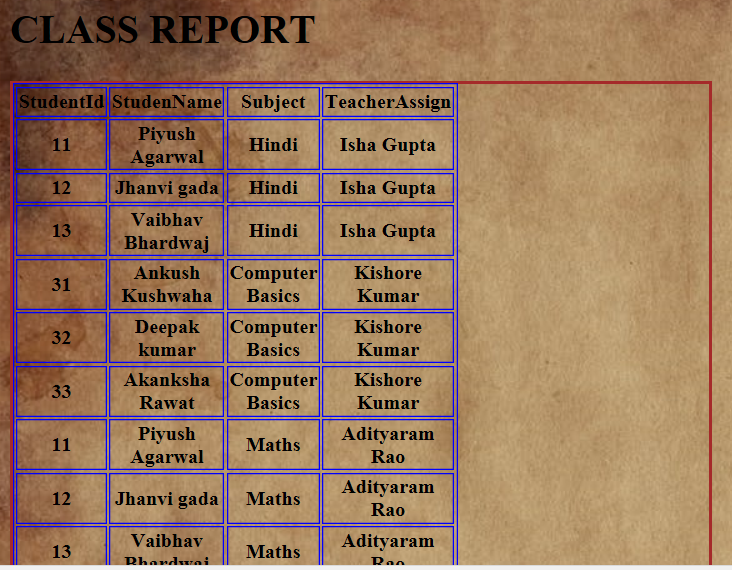 CLASS REPORT
StudentId StudenName Subject TeacherAssign
11 Piyush Agarwal Hindi Isha Gupta
12 Jhanvi gada Hindi Isha Gupta
13 Vaibhav Bhardwaj Hindi Isha Gupta
31 Ankush Kushwaha Computer Basics Kishore Kumar
32 Deepak kumar Computer Basics Kishore Kumar
33 Akanksha Rawat Computer Basics Kishore Kumar
11 Piyush Agarwal Maths Adityaram Rao
12 Jhanvi gada Maths Adityaram Rao
13 Vaibhav Bhardwaj Maths Adityaram Rao